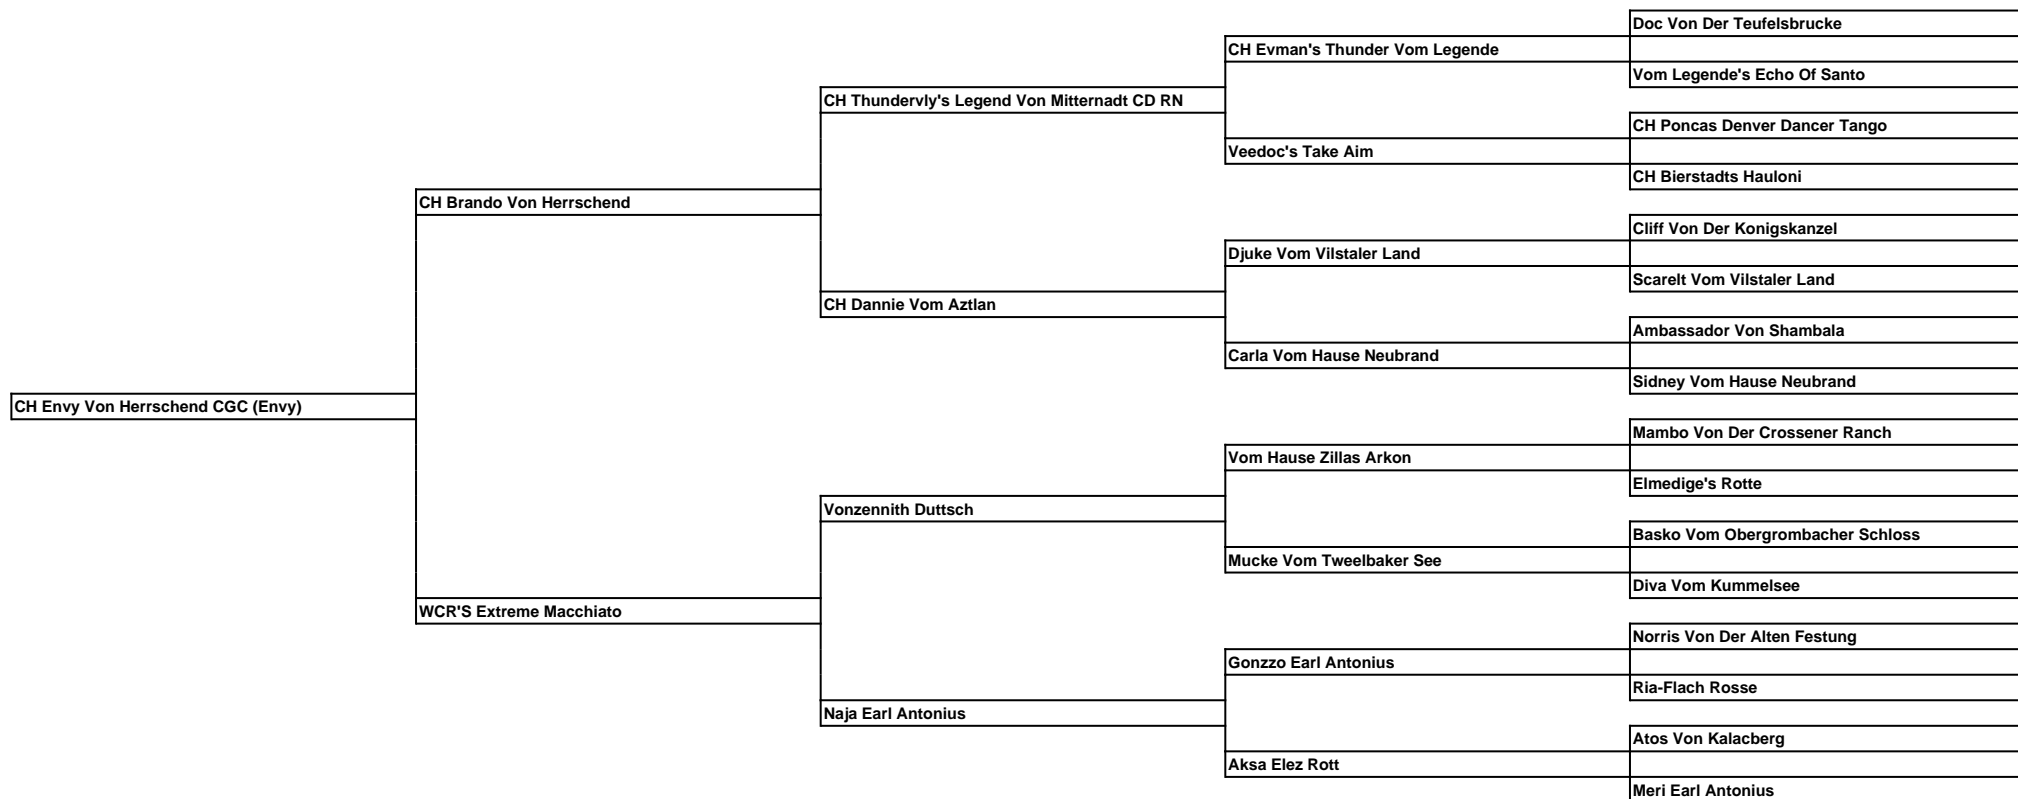 Doc Von Der Teufelsbrucke
CH Evman's Thunder Vom Legende
Vom Legende's Echo Of Santo
CH Thundervly's Legend Von Mitternadt CD RN
CH Poncas Denver Dancer Tango
Veedoc's Take Aim
CH Bierstadts Hauloni
CH Brando Von Herrschend
Cliff Von Der Konigskanzel
Djuke Vom Vilstaler Land
Scarelt Vom Vilstaler Land
CH Dannie Vom Aztlan
Ambassador Von Shambala
Carla Vom Hause Neubrand
Sidney Vom Hause Neubrand
CH Envy Von Herrschend CGC (Envy)
Mambo Von Der Crossener Ranch
Vom Hause Zillas Arkon
Elmedige's Rotte
Vonzennith Duttsch
Basko Vom Obergrombacher Schloss
Mucke Vom Tweelbaker See
Diva Vom Kummelsee
WCR'S Extreme Macchiato
Norris Von Der Alten Festung
Gonzzo Earl Antonius
Ria-Flach Rosse
Naja Earl Antonius
Atos Von Kalacberg
Aksa Elez Rott
Meri Earl Antonius